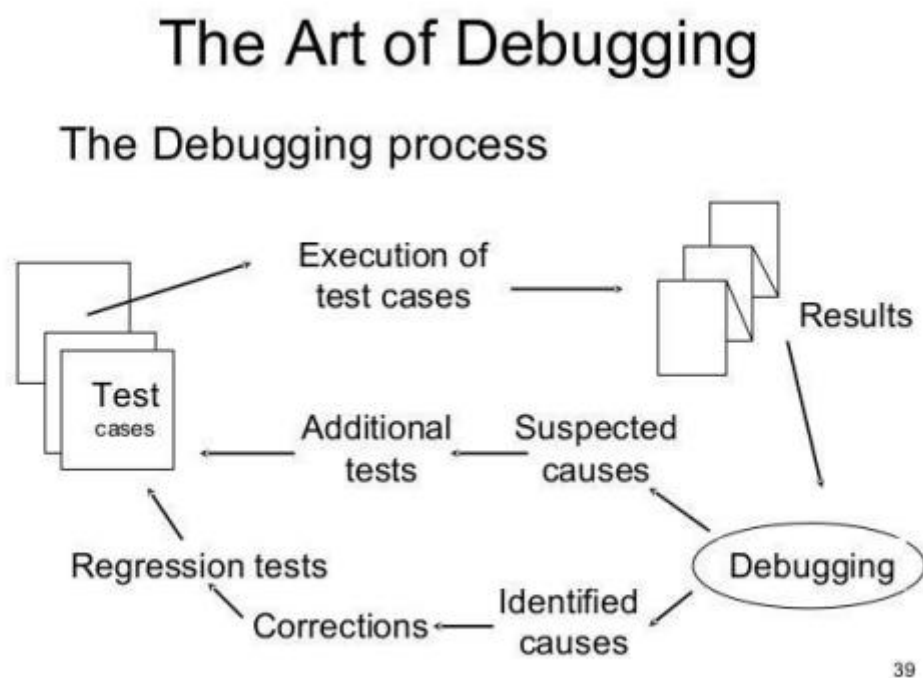 The Art of Debugging
The Debugging process
Execution of
test cases
Results
Test
cases
Additional
tests
Suspected
causes
Debugging
Regression tests
Corrections
Identified
causes
39